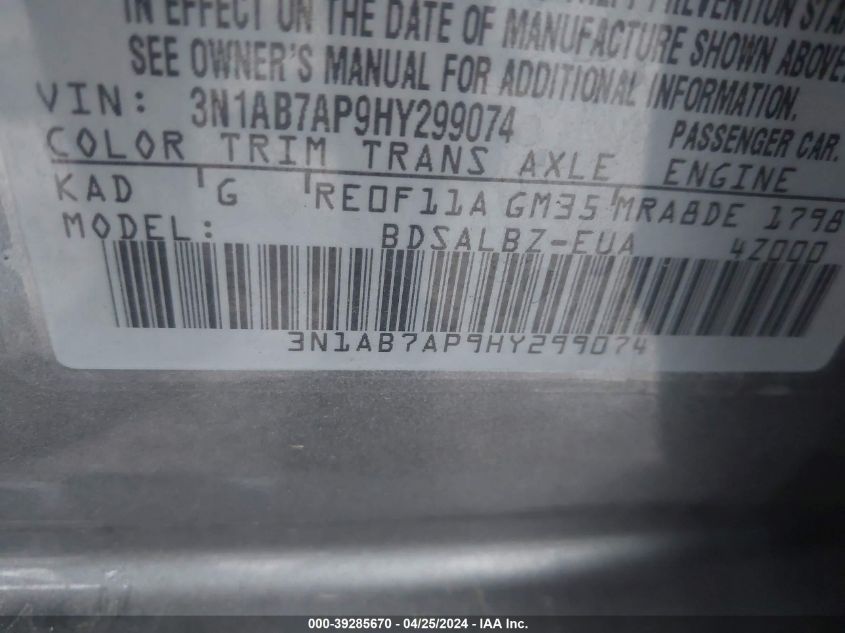 IN EFFECT ON THE DATE OF MANUFACTURE SHOWN ABOVE.
PREVENTION
SEE OWNER'S MANUAL FOR ADDITIONAL INFORMATION.
VIN: 3N1AB7AP9HY299074 PASSENGER CAR.
COLOR TRIM TRANS AXLE ENGINE
KAD G RE0F11A GM35 MRA8DE 1798
MODEL: BDSALBZ-EUA 4Z000
3N1AB7AP9HY299074
000-39285670 - 04/25/2024 - IAA Inc.